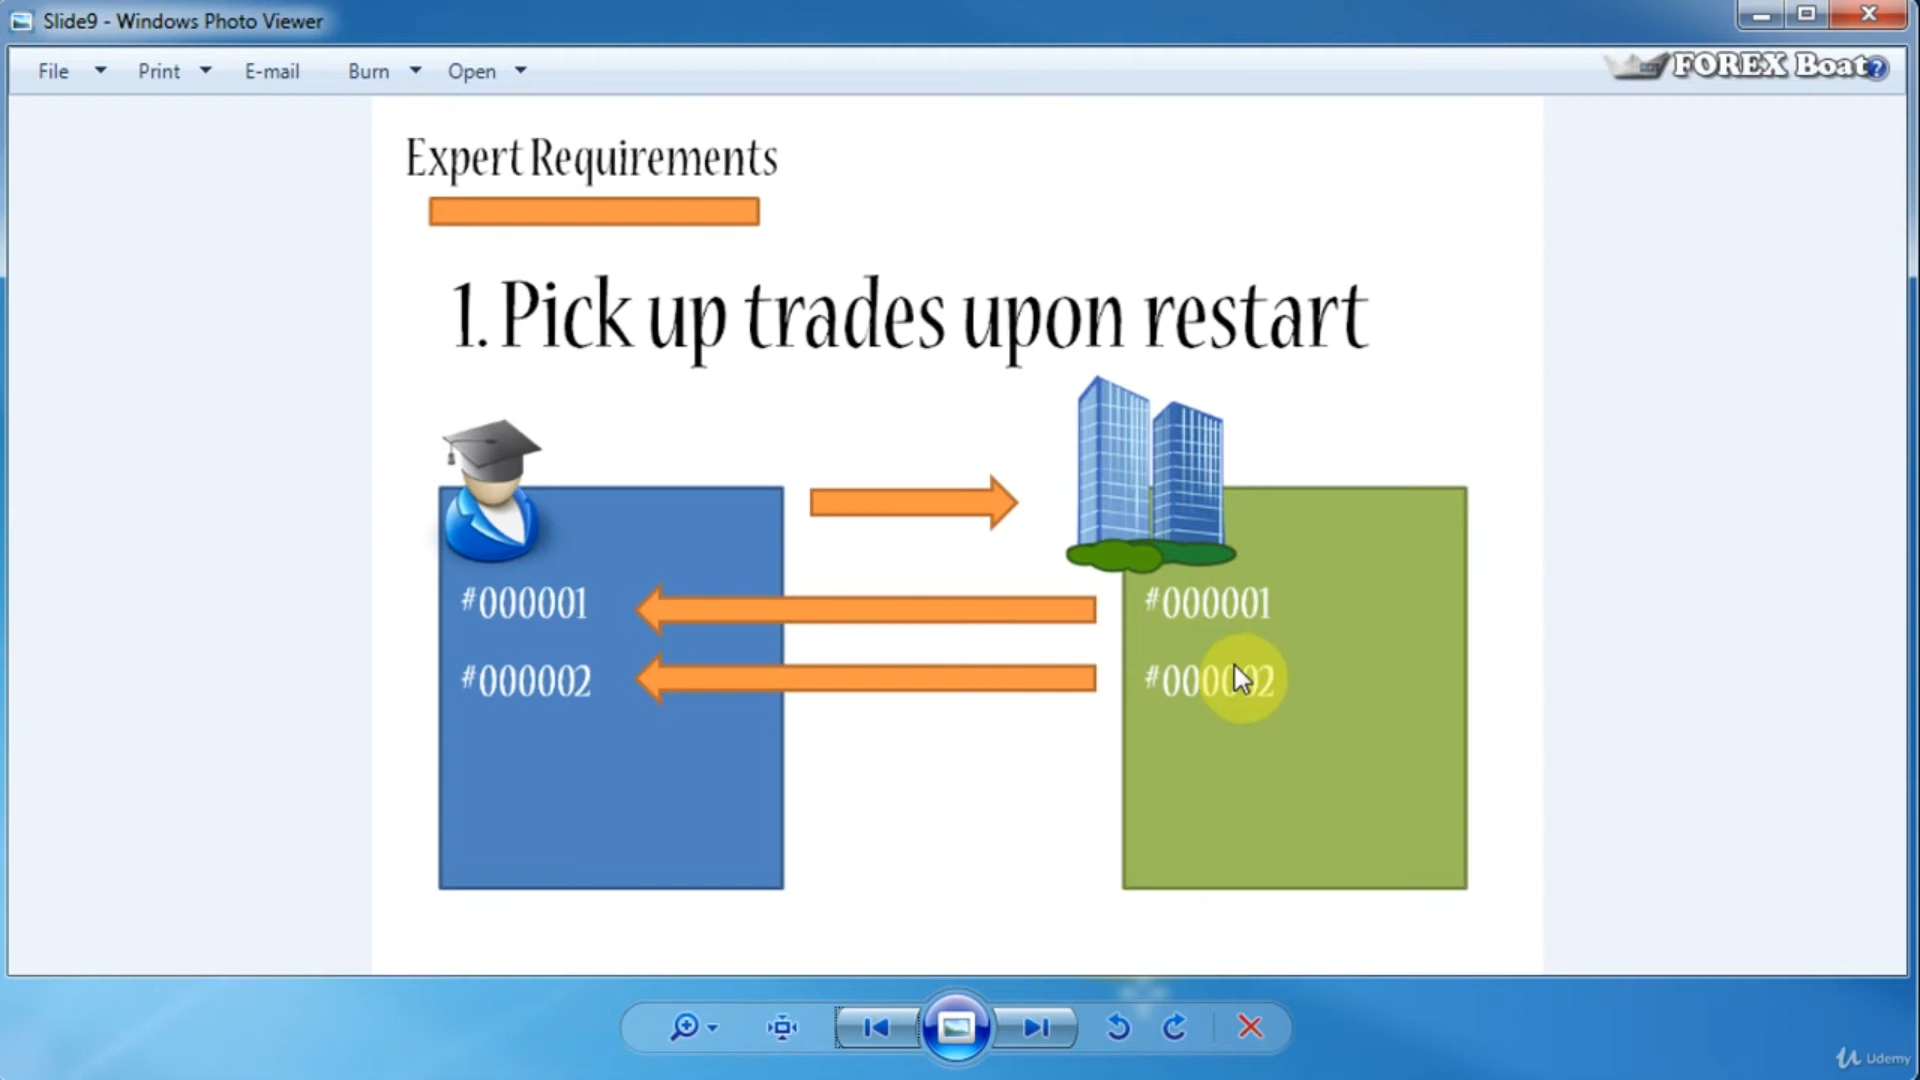 Slide9 - Windows Photo Viewer
File Print E-mail Burn Open
FOREX Boat
?
Expert Requirements
1. Pick up trades upon restart
#000001 #000001
#000002 #000002
Udemy